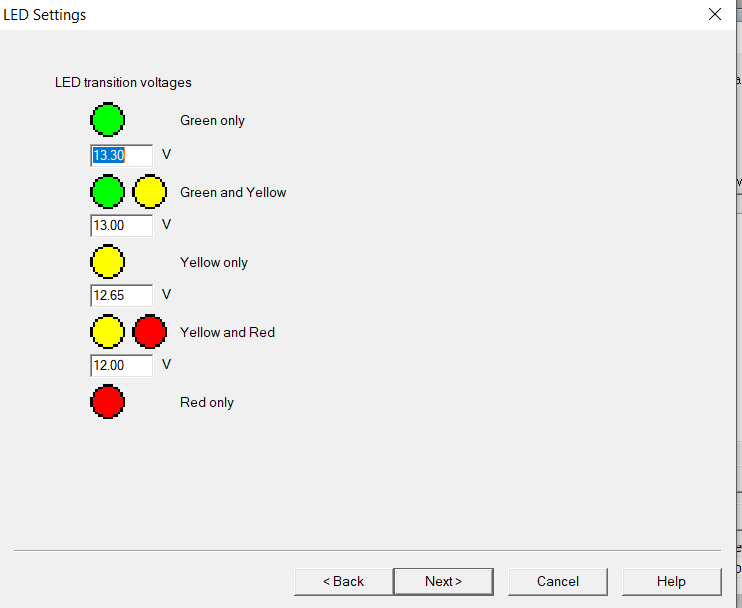 LED Settings
LED transition voltages
Green only
13.30 V
Green and Yellow
13.00 V
Yellow only
12.65 V
Yellow and Red
12.00 V
Red only
< Back Next > Cancel Help